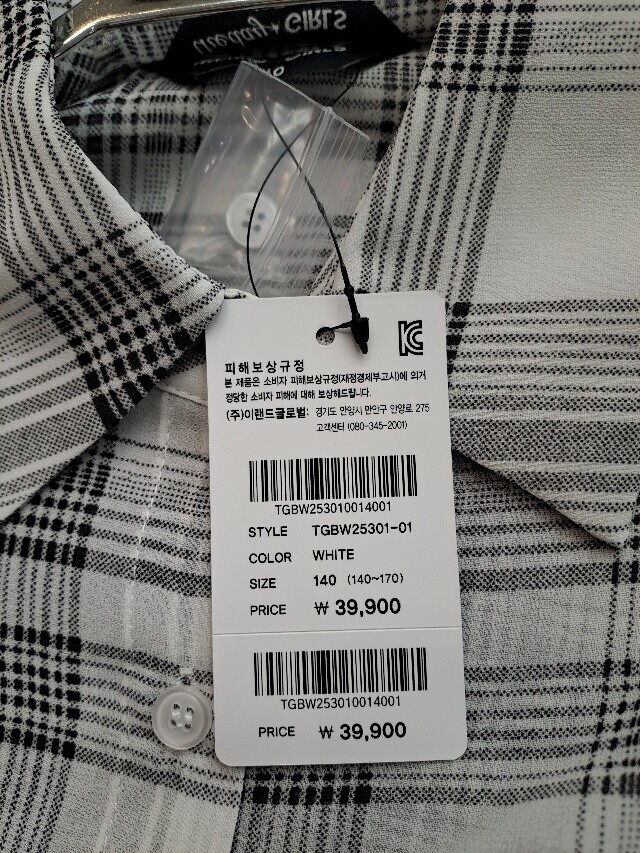 theday★GIRLS
KC
피해보상규정
본 제품은 소비자 피해보상규정(재정경제부고시)에 의거
정당한 소비자 피해에 대해 보상해드립니다.
(주)이랜드글로벌: 경기도 안양시 만안구 안양로 275
고객센터 (080-345-2001)
TGBW253010014001
STYLE TGBW25301-01
COLOR WHITE
SIZE 140 (140~170)
PRICE ₩ 39,900
TGBW253010014001
PRICE ₩ 39,900